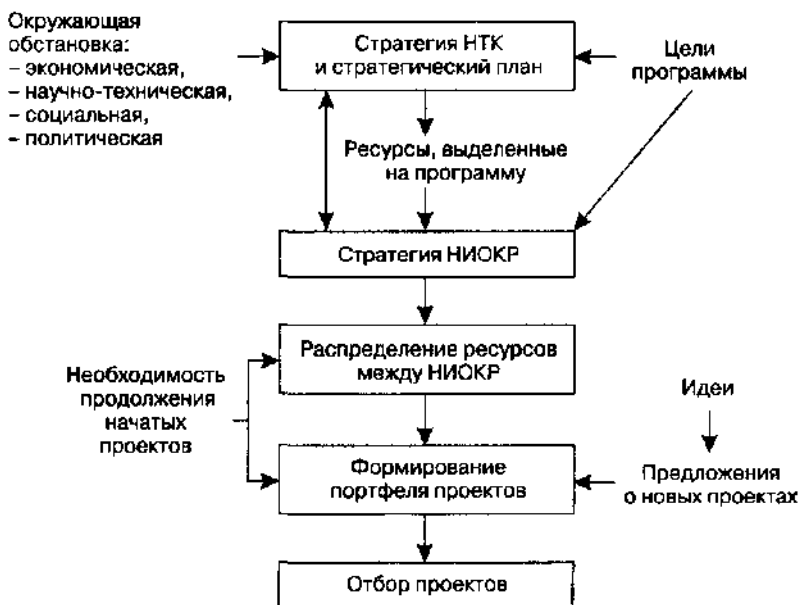 Окружающая
обстановка:
– экономическая,
– научно-техническая,
– социальная,
– политическая
Стратегия НТК
и стратегический план
Цели
программы
Ресурсы, выделенные
на программу
Стратегия НИОКР
Распределение ресурсов
между НИОКР
Необходимость
продолжения
начатых
проектов
Идеи
Формирование
портфеля проектов
Предложения
о новых проектах
Отбор проектов